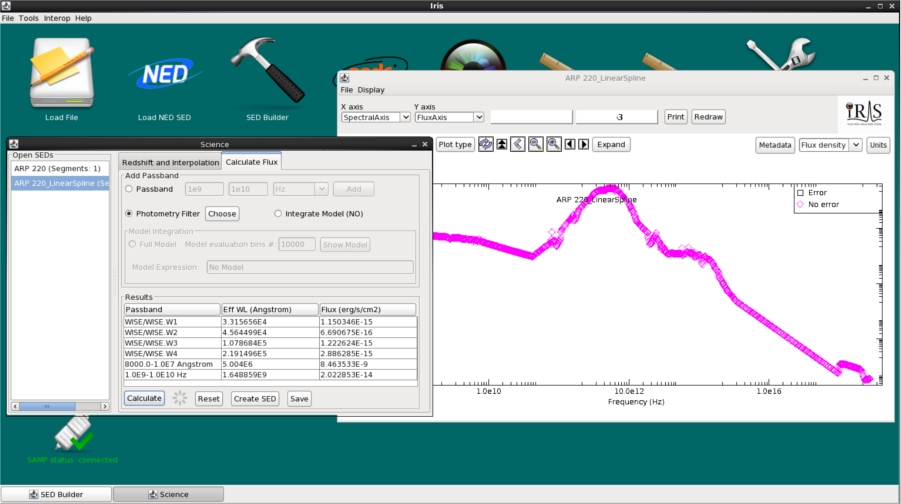 Iris
File Tools Interop Help
NED
Load File
Load NED SED
SED Builder
ARP 220_LinearSpline
File Display
X axis
Y axis
SpectralAxis
FluxAxis
-3
Print
Redraw
IRIS
Plot type
Expand
Metadata
Flux density
Units
ARP 220_LinearSpline
Error
No error
1.0e10
10.0e12
1.0e16
Frequency (Hz)
Science
Open SEDs
ARP 220 (Segments: 1)
ARP 220_LinearSpline (Se
Redshift and Interpolation
Calculate Flux
Add Passband
Passband 1e9 1e10 Hz Add
Photometry Filter Choose Integrate Model (NO)
Model Integration
Full Model Model evaluation bins #: 10000 Show Model
Model Expression: No Model
Results
Passband Eff WL (Angstrom) Flux (erg/s/cm2)
WISE/WISE.W1 3.315656E4 1.150346E-15
WISE/WISE.W2 4.564499E4 6.690675E-16
WISE/WISE.W3 1.078684E5 1.222624E-15
WISE/WISE.W4 2.191496E5 2.886285E-15
8000.0-1.0E7 Angstrom 5.004E6 8.463533E-9
1.0E9-1.0E10 Hz 1.648859E9 2.022853E-14
Calculate Reset Create SED Save
SAMP status: connected
SED Builder
Science